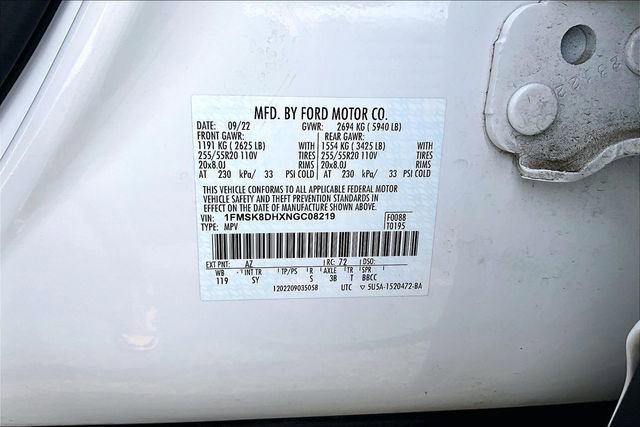 MFD. BY FORD MOTOR CO.
DATE: 09/22 GVWR: 2694 KG ( 5940 LB)
FRONT GAWR: REAR GAWR:
1191 KG ( 2625 LB) WITH 1554 KG ( 3425 LB) WITH
255/55R20 110V TIRES 255/55R20 110V TIRES
20x8.0J RIMS 20x8.0J RIMS
AT 230 kPa/ 33 PSI COLD AT 230 kPa/ 33 PSI COLD
THIS VEHICLE CONFORMS TO ALL APPLICABLE FEDERAL MOTOR
VEHICLE SAFETY AND THEFT PREVENTION STANDARDS IN
EFFECT ON THE DATE OF MANUFACTURE SHOWN ABOVE.
VIN: 1FMSK8DHXNGC08219 F0088
TYPE: MPV T0195
EXT PNT: AZ RC: 72 DSO:
WB INT TR TP/PS R AXLE TR SPR
119 SY S 3B T BBCC
1202209035058 UTC ▽ 5U5A-1520472-BA